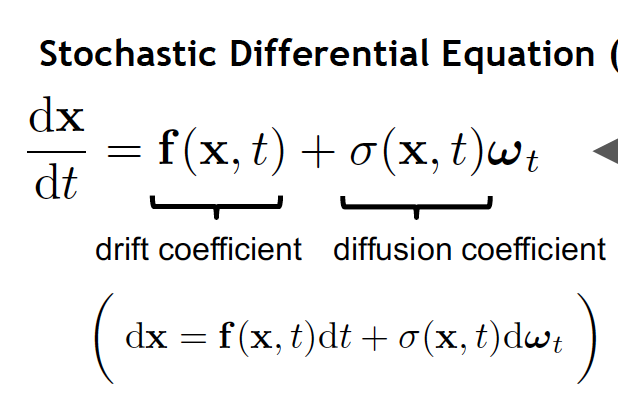 Stochastic Differential Equation (
dx/dt = f(x, t) + σ(x, t)ω_t
drift coefficient diffusion coefficient
( dx = f(x, t)dt + σ(x, t)dω_t )